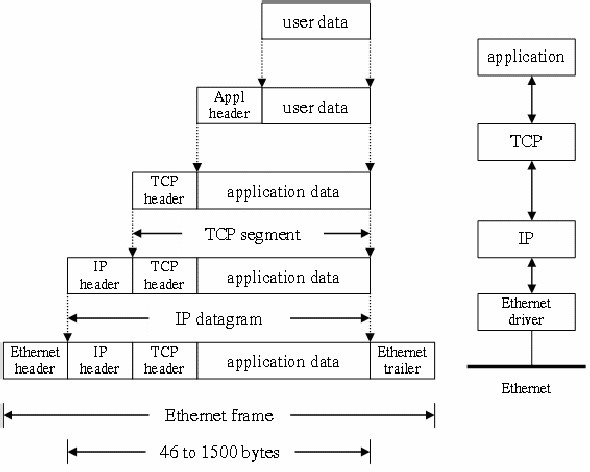 user data
application
Appl
header
user data
TCP
TCP
header
application data
TCP segment
IP
IP
header
TCP
header
application data
IP datagram
Ethernet
driver
Ethernet
header
IP
header
TCP
header
application data
Ethernet
trailer
Ethernet
Ethernet frame
46 to 1500 bytes